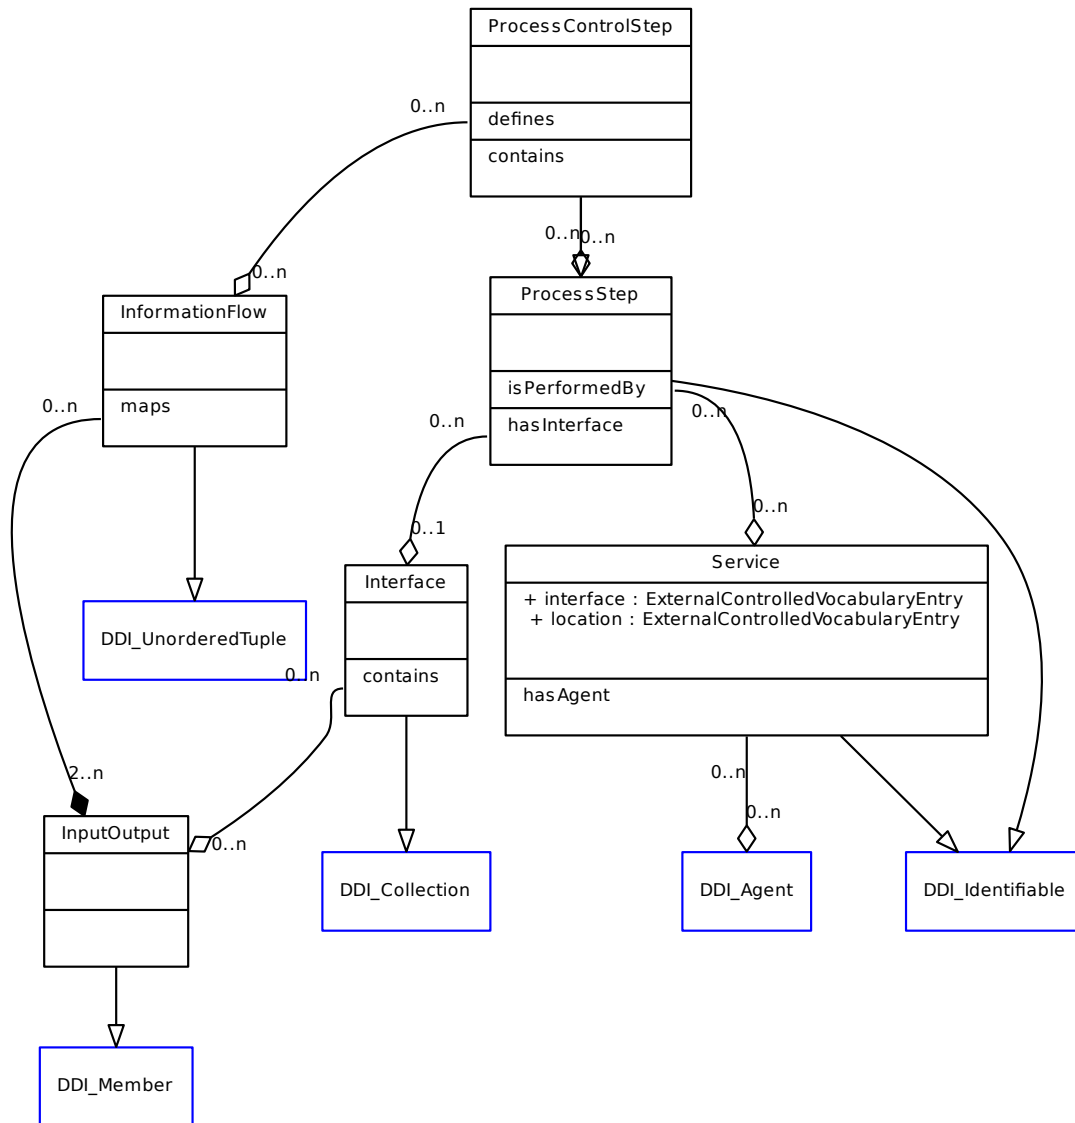 ProcessControlStep
defines
contains
0..n
0..n
0..n
0..n
InformationFlow
maps
ProcessStep
isPerformedBy
hasInterface
0..n
0..n
0..n
0..1
0..n
Service
+ interface : ExternalControlledVocabularyEntry
+ location : ExternalControlledVocabularyEntry
hasAgent
Interface
contains
DDI_UnorderedTuple
0..n
2..n
0..n
0..n
0..n
InputOutput
DDI_Collection
DDI_Agent
DDI_Identifiable
DDI_Member